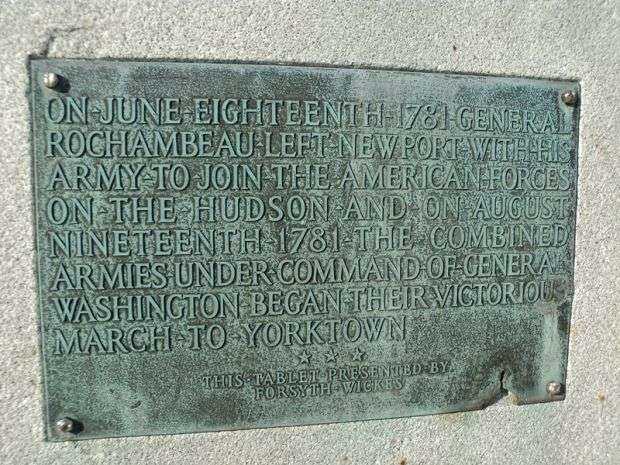 ON·JUNE·EIGHTEENTH·1781·GENERAL
ROCHAMBEAU·LEFT·NEWPORT·WITH·HIS
ARMY·TO·JOIN·THE·AMERICAN·FORCES
ON·THE·HUDSON·AND·ON·AUGUST
NINETEENTH·1781·THE·COMBINED
ARMIES·UNDER·COMMAND·OF·GENERAL
WASHINGTON·BEGAN·THEIR·VICTORIOUS
MARCH·TO·YORKTOWN
THIS·TABLET·PRESENTED·BY
FORSYTH·WICKES